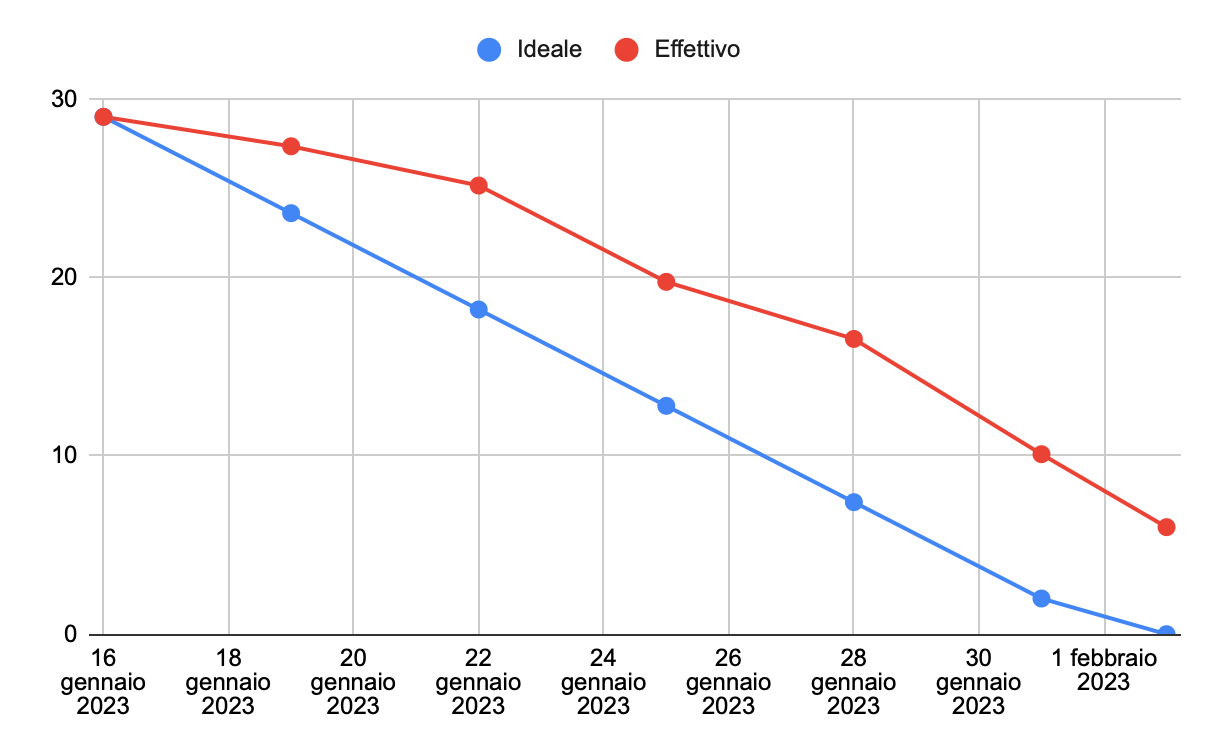 Ideale Effettivo
30
20
10
0
16 gennaio 2023
18 gennaio 2023
20 gennaio 2023
22 gennaio 2023
24 gennaio 2023
26 gennaio 2023
28 gennaio 2023
30 gennaio 2023
1 febbraio 2023